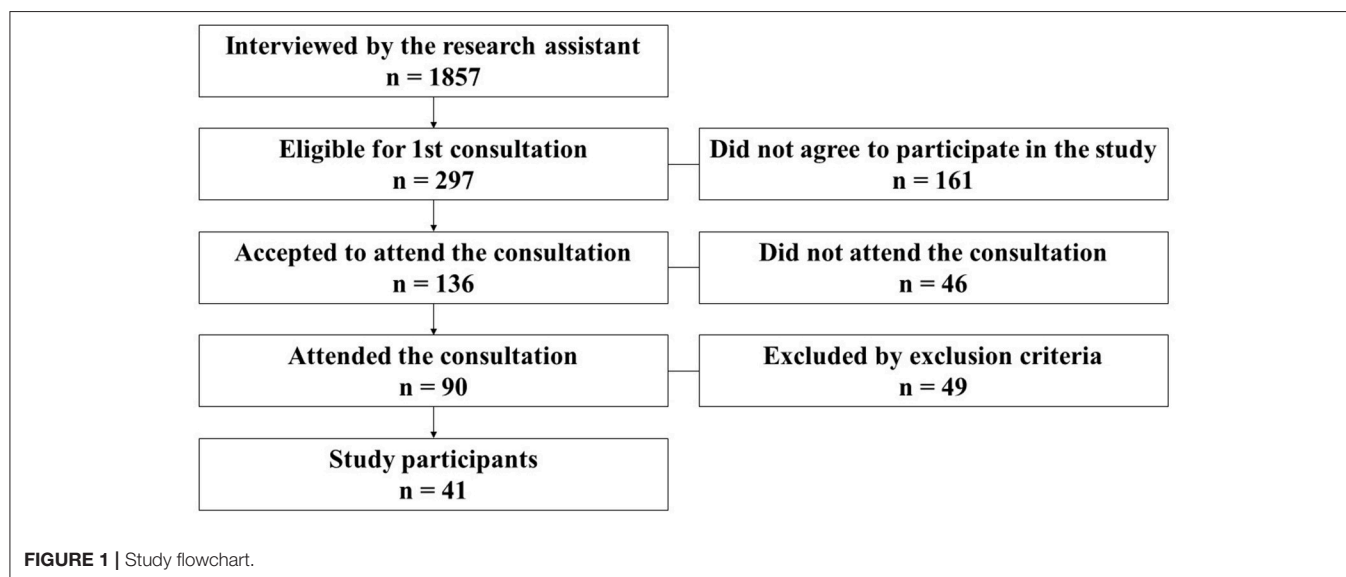 Interviewed by the research assistant
n = 1857
Eligible for 1st consultation
n = 297
Did not agree to participate in the study
n = 161
Accepted to attend the consultation
n = 136
Did not attend the consultation
n = 46
Attended the consultation
n = 90
Excluded by exclusion criteria
n = 49
Study participants
n = 41
FIGURE 1 | Study flowchart.